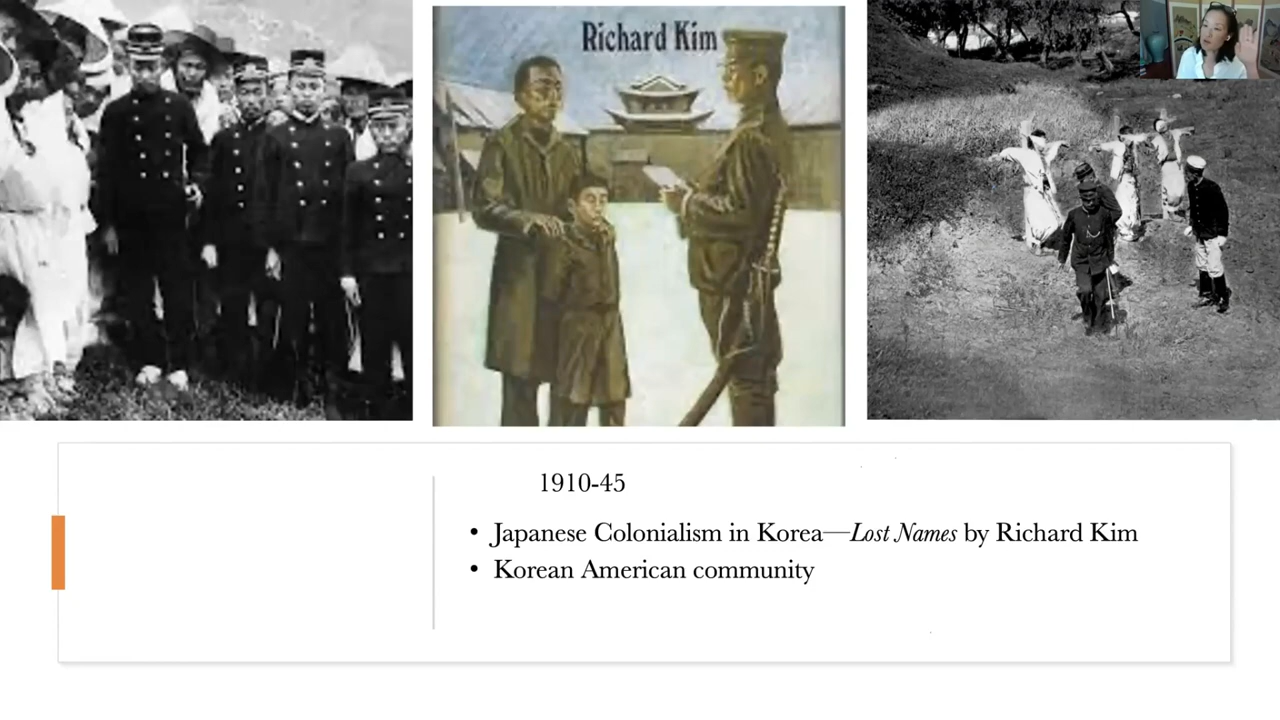 Richard Kim
1910-45
• Japanese Colonialism in Korea—Lost Names by Richard Kim
• Korean American community